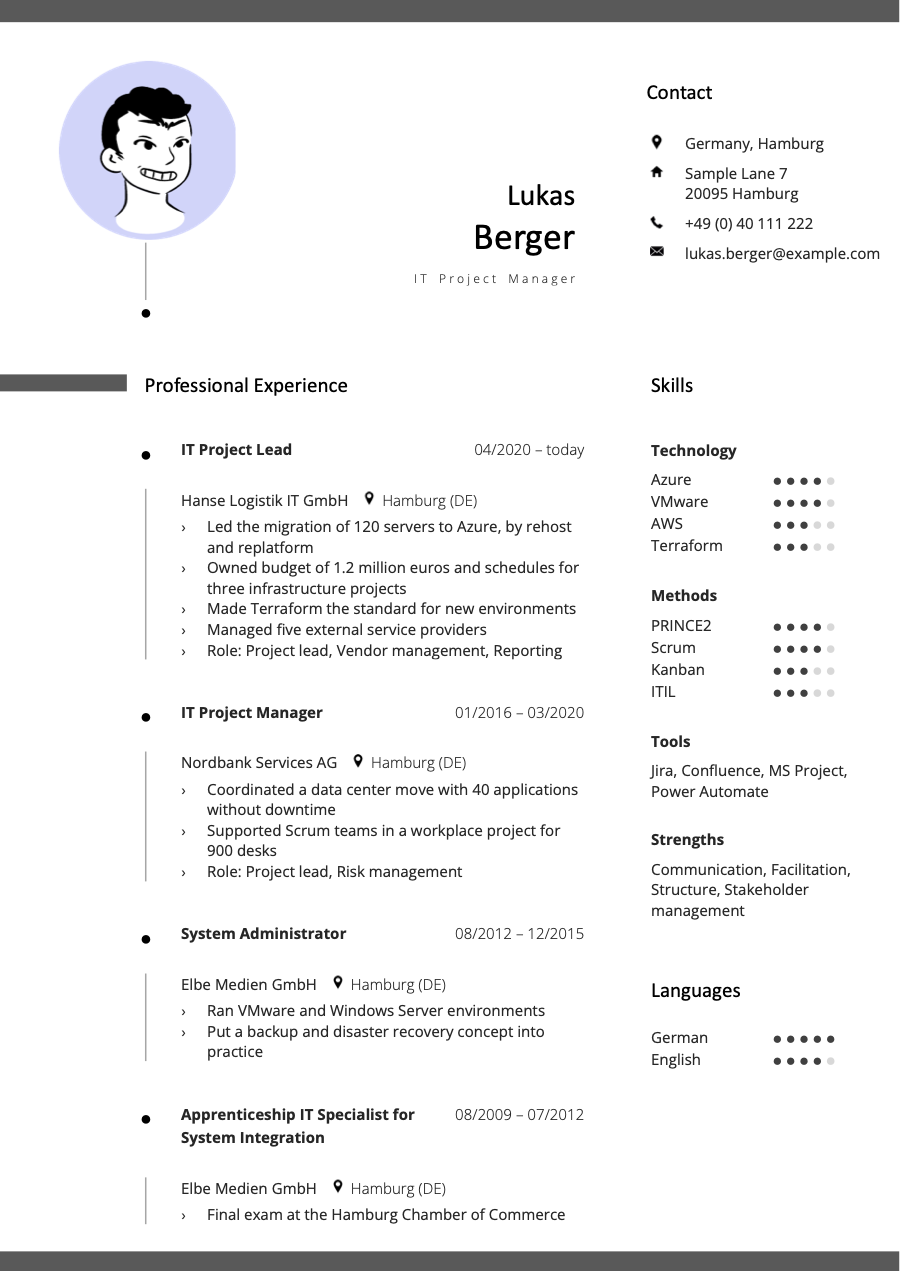 Lukas
Berger
IT Project Manager
Contact
Germany, Hamburg
Sample Lane 7
20095 Hamburg
+49 (0) 40 111 222
lukas.berger@example.com
Professional Experience
IT Project Lead 04/2020 – today
Hanse Logistik IT GmbH Hamburg (DE)
› Led the migration of 120 servers to Azure, by rehost
and replatform
› Owned budget of 1.2 million euros and schedules for
three infrastructure projects
› Made Terraform the standard for new environments
› Managed five external service providers
› Role: Project lead, Vendor management, Reporting
IT Project Manager 01/2016 – 03/2020
Nordbank Services AG Hamburg (DE)
› Coordinated a data center move with 40 applications
without downtime
› Supported Scrum teams in a workplace project for
900 desks
› Role: Project lead, Risk management
System Administrator 08/2012 – 12/2015
Elbe Medien GmbH Hamburg (DE)
› Ran VMware and Windows Server environments
› Put a backup and disaster recovery concept into
practice
Apprenticeship IT Specialist for 08/2009 – 07/2012
System Integration
Elbe Medien GmbH Hamburg (DE)
› Final exam at the Hamburg Chamber of Commerce
Skills
Technology
Azure
VMware
AWS
Terraform
Methods
PRINCE2
Scrum
Kanban
ITIL
Tools
Jira, Confluence, MS Project,
Power Automate
Strengths
Communication, Facilitation,
Structure, Stakeholder
management
Languages
German
English